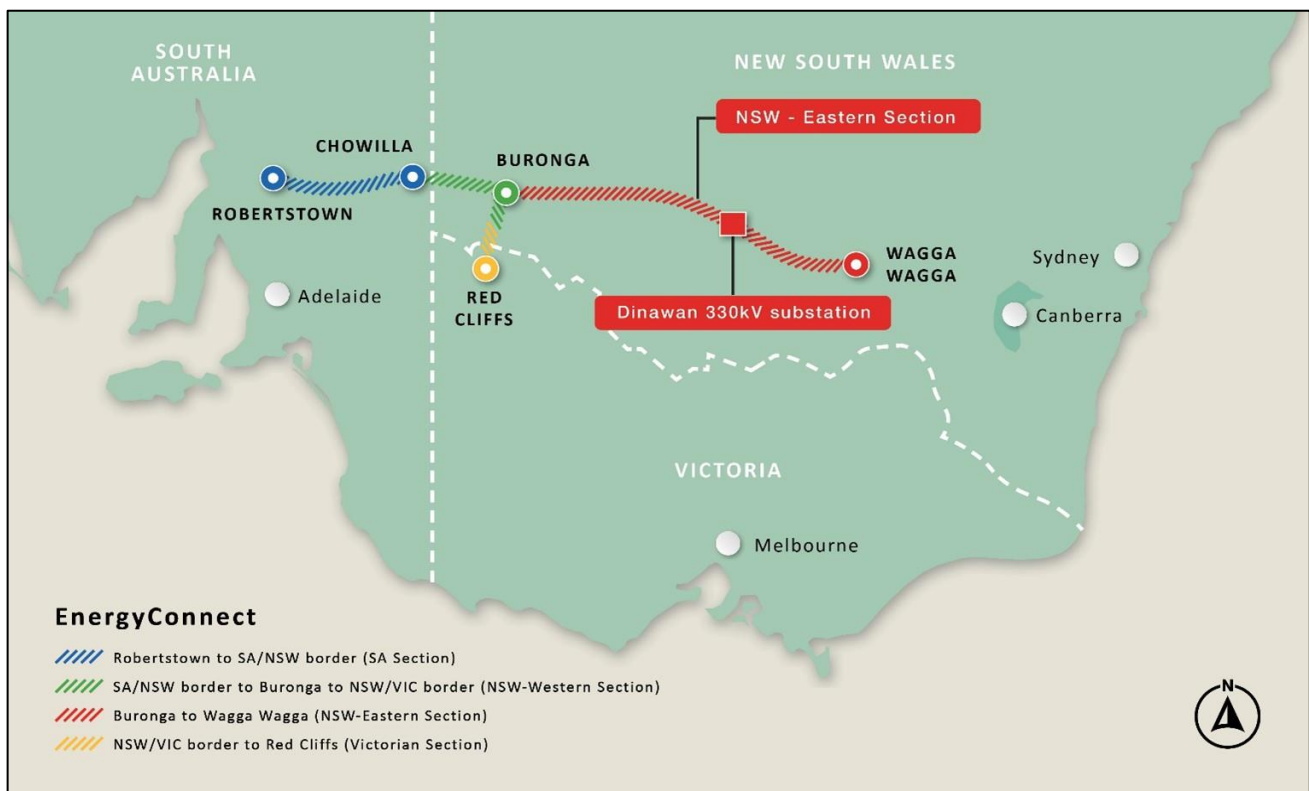 SOUTH
AUSTRALIA
NEW SOUTH WALES
NSW - Eastern Section
CHOWILLA
BURONGA
ROBERTSTOWN
WAGGA
WAGGA
Sydney
Adelaide
RED
CLIFFS
Dinawan 330kV substation
Canberra
VICTORIA
Melbourne
EnergyConnect
Robertstown to SA/NSW border (SA Section)
SA/NSW border to Buronga to NSW/VIC border (NSW-Western Section)
Buronga to Wagga Wagga (NSW-Eastern Section)
NSW/VIC border to Red Cliffs (Victorian Section)
N